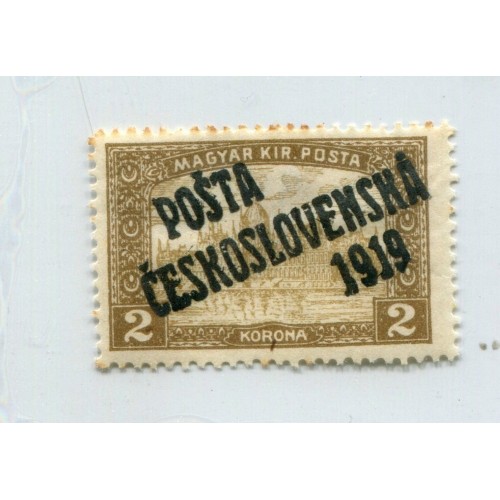 MAGYAR KIR. POSTA
POŠTA
ČESKOSLOVENSKÁ
1919
2 2
KORONA